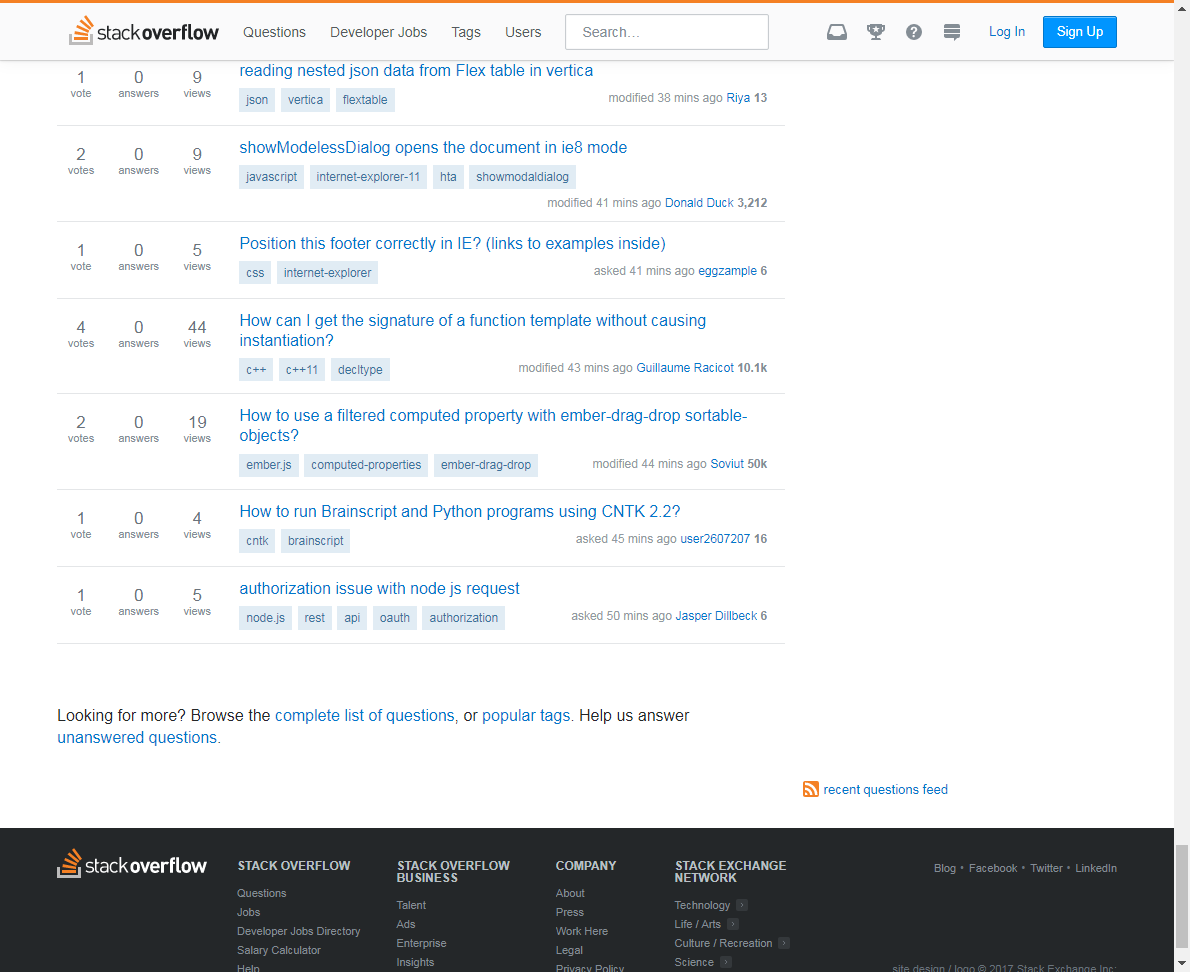 stack overflow Questions Developer Jobs Tags Users Search... Log In Sign Up
reading nested json data from Flex table in vertica
1 0 9
vote answers views
json vertica flextable
modified 38 mins ago Riya 13
showModelessDialog opens the document in ie8 mode
2 0 9
votes answers views
javascript internet-explorer-11 hta showmodaldialog
modified 41 mins ago Donald Duck 3,212
Position this footer correctly in IE? (links to examples inside)
1 0 5
vote answers views
css internet-explorer
asked 41 mins ago eggzample 6
How can I get the signature of a function template without causing
instantiation?
4 0 44
votes answers views
c++ c++11 decltype
modified 43 mins ago Guillaume Racicot 10.1k
How to use a filtered computed property with ember-drag-drop sortable-
objects?
2 0 19
votes answers views
ember.js computed-properties ember-drag-drop
modified 44 mins ago Soviut 50k
How to run Brainscript and Python programs using CNTK 2.2?
1 0 4
vote answers views
cntk brainscript
asked 45 mins ago user2607207 16
authorization issue with node js request
1 0 5
vote answers views
node.js rest api oauth authorization
asked 50 mins ago Jasper Dillbeck 6
Looking for more? Browse the complete list of questions, or popular tags. Help us answer
unanswered questions.
recent questions feed
stack overflow
STACK OVERFLOW
Questions
Jobs
Developer Jobs Directory
Salary Calculator
Help
STACK OVERFLOW
BUSINESS
Talent
Ads
Enterprise
Insights
COMPANY
About
Press
Work Here
Legal
Privacy Policy
STACK EXCHANGE
NETWORK
Technology
Life / Arts
Culture / Recreation
Science
Blog • Facebook • Twitter • LinkedIn
site design / logo © 2017 Stack Exchange Inc;